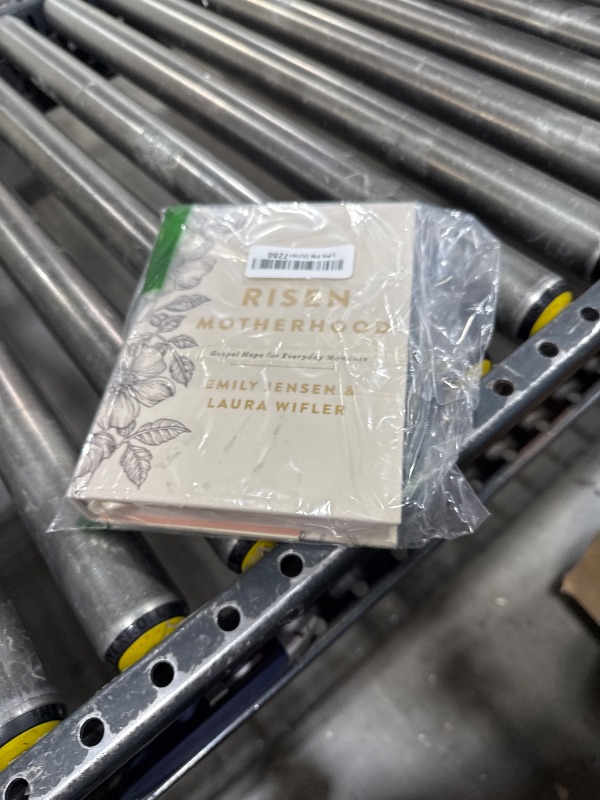 RISEN
MOTHERHOOD
Gospel Hope for Everyday Moments
EMILY JENSEN &
LAURA WIFLER